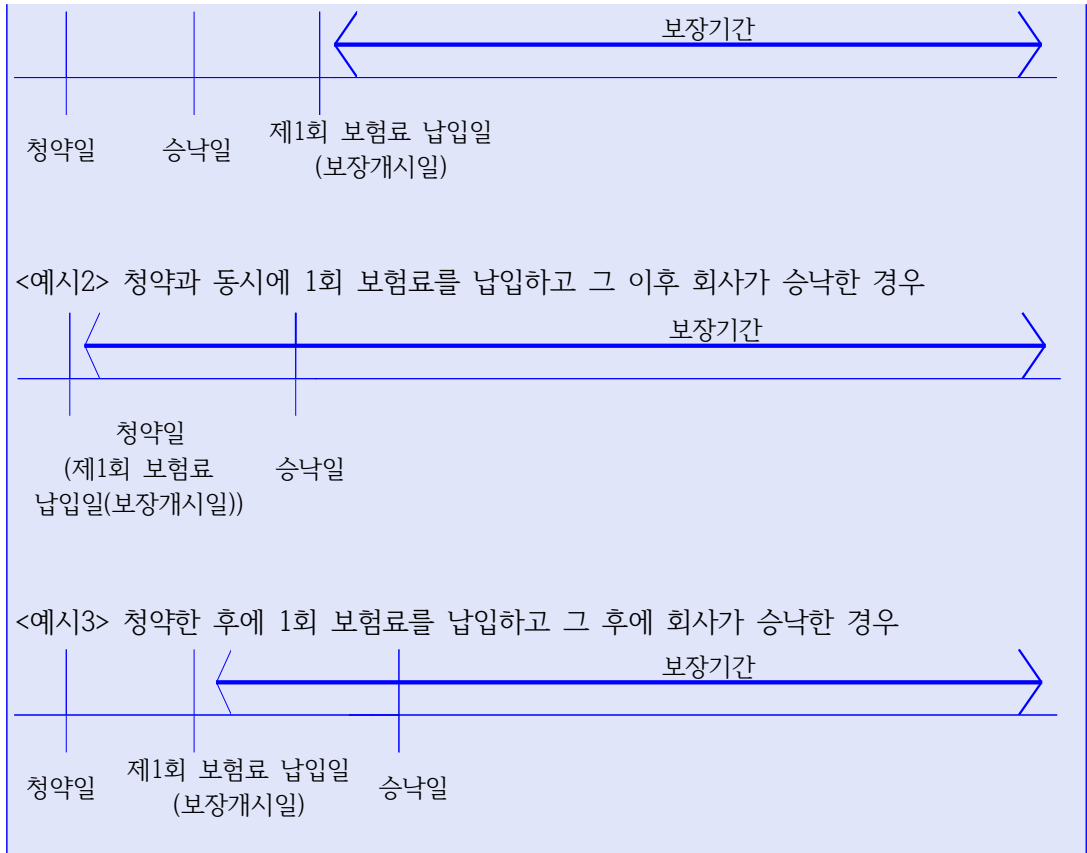 보장기간
청약일
승낙일
제1회 보험료 납입일
(보장개시일)
<예시2> 청약과 동시에 1회 보험료를 납입하고 그 이후 회사가 승낙한 경우
보장기간
청약일
(제1회 보험료
납입일(보장개시일))
승낙일
<예시3> 청약한 후에 1회 보험료를 납입하고 그 후에 회사가 승낙한 경우
보장기간
청약일
제1회 보험료 납입일
(보장개시일)
승낙일